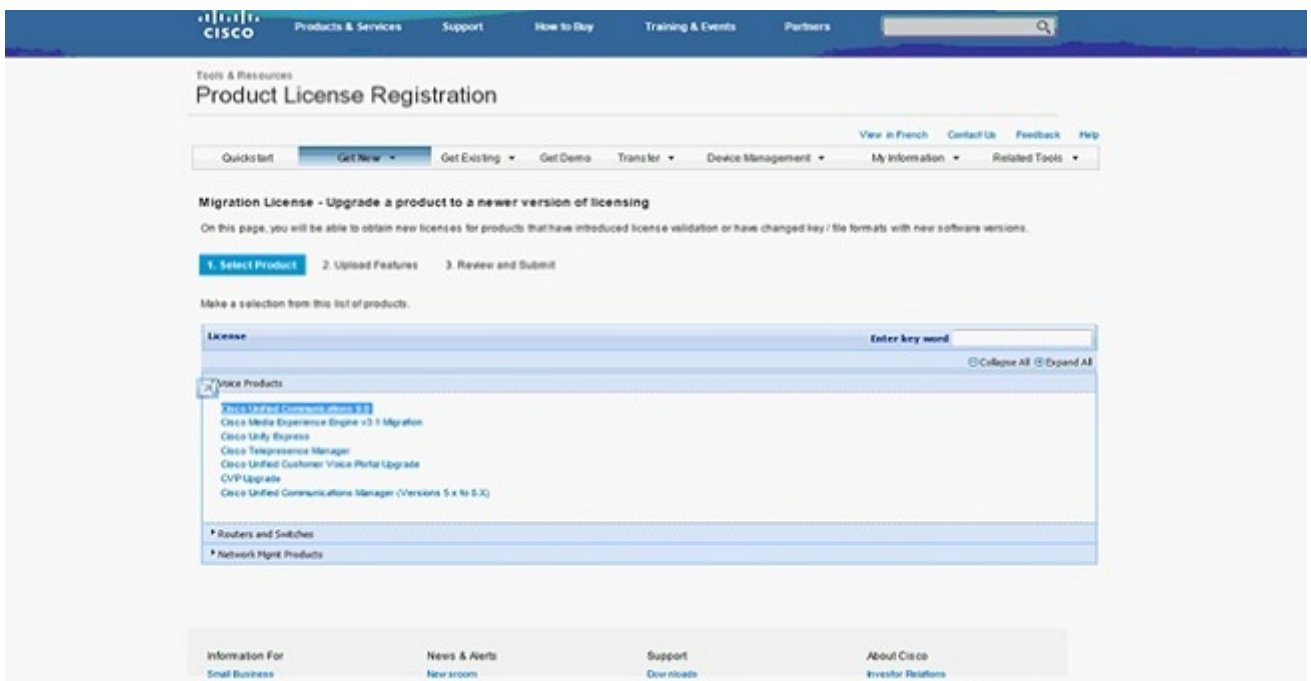 CISCO Products & Services Support How to Buy Training & Events Partners
Tools & Resources
Product License Registration
View in French Contact Us Feedback Help
Quickstart Get New Get Existing Get Demo Transfer Device Management My Information Related Tools
Migration License - Upgrade a product to a newer version of licensing
On this page, you will be able to obtain new licenses for products that have introduced license validation or have changed key / file formats with new software versions.
1. Select Product 2. Upload Features 3. Review and Submit
Make a selection from this list of products.
License Enter key word
Collapse All Expand All
Voice Products
Cisco Unified Communications 9.0
Cisco Media Experience Engine v3.1 Migration
Cisco Unity Express
Cisco Telepresence Manager
Cisco Unified Customer Voice Portal Upgrade
CVP Upgrade
Cisco Unified Communications Manager (Versions 5.x to 8.X)
Routers and Switches
Network Mgmt Products
Information For News & Alerts Support About Cisco
Small Business Newsroom Downloads Investor Relations